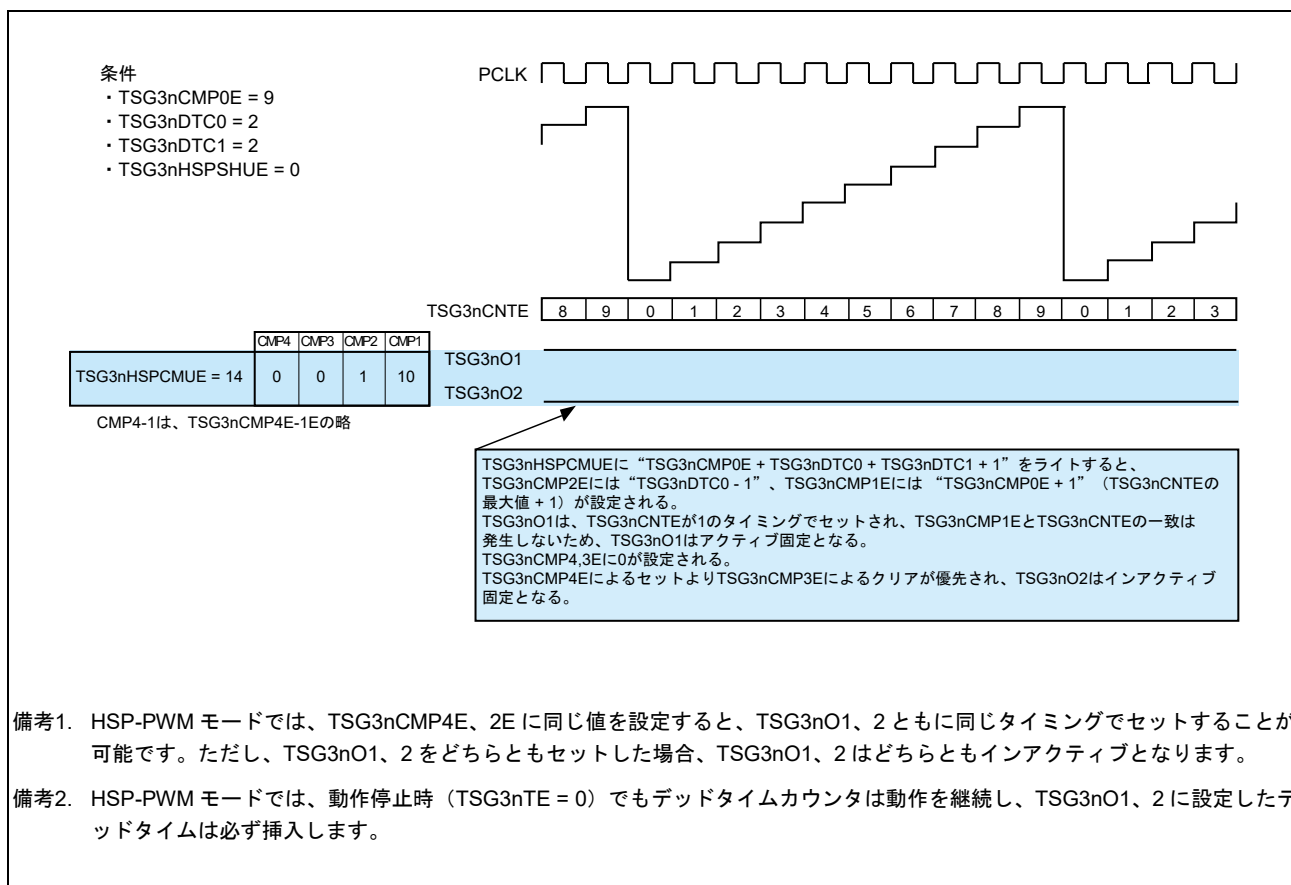 条件
・TSG3nCMP0E = 9
・TSG3nDTC0 = 2
・TSG3nDTC1 = 2
・TSG3nHSPSHUE = 0
PCLK
TSG3nCNTE 8 9 0 1 2 3 4 5 6 7 8 9 0 1 2 3
CMP4 CMP3 CMP2 CMP1
TSG3nHSPCMUE = 14 0 0 1 10
TSG3nO1
TSG3nO2
CMP4-1は、TSG3nCMP4E-1Eの略
TSG3nHSPCMUEに“TSG3nCMP0E + TSG3nDTC0 + TSG3nDTC1 + 1”をライトすると、
TSG3nCMP2Eには“TSG3nDTC0 - 1”、TSG3nCMP1Eには “TSG3nCMP0E + 1”（TSG3nCNTEの
最大値 + 1）が設定される。
TSG3nO1は、TSG3nCNTEが1のタイミングでセットされ、TSG3nCMP1EとTSG3nCNTEの一致は
発生しないため、TSG3nO1はアクティブ固定となる。
TSG3nCMP4,3Eに0が設定される。
TSG3nCMP4EによるセットよりTSG3nCMP3Eによるクリアが優先され、TSG3nO2はインアクティブ
固定となる。
備考1. HSP-PWM モードでは、TSG3nCMP4E、2E に同じ値を設定すると、TSG3nO1、2 ともに同じタイミングでセットすることが
可能です。ただし、TSG3nO1、2 をどちらともセットした場合、TSG3nO1、2 はどちらともインアクティブとなります。
備考2. HSP-PWM モードでは、動作停止時（TSG3nTE = 0）でもデッドタイムカウンタは動作を継続し、TSG3nO1、2 に設定したデ
ッドタイムは必ず挿入します。